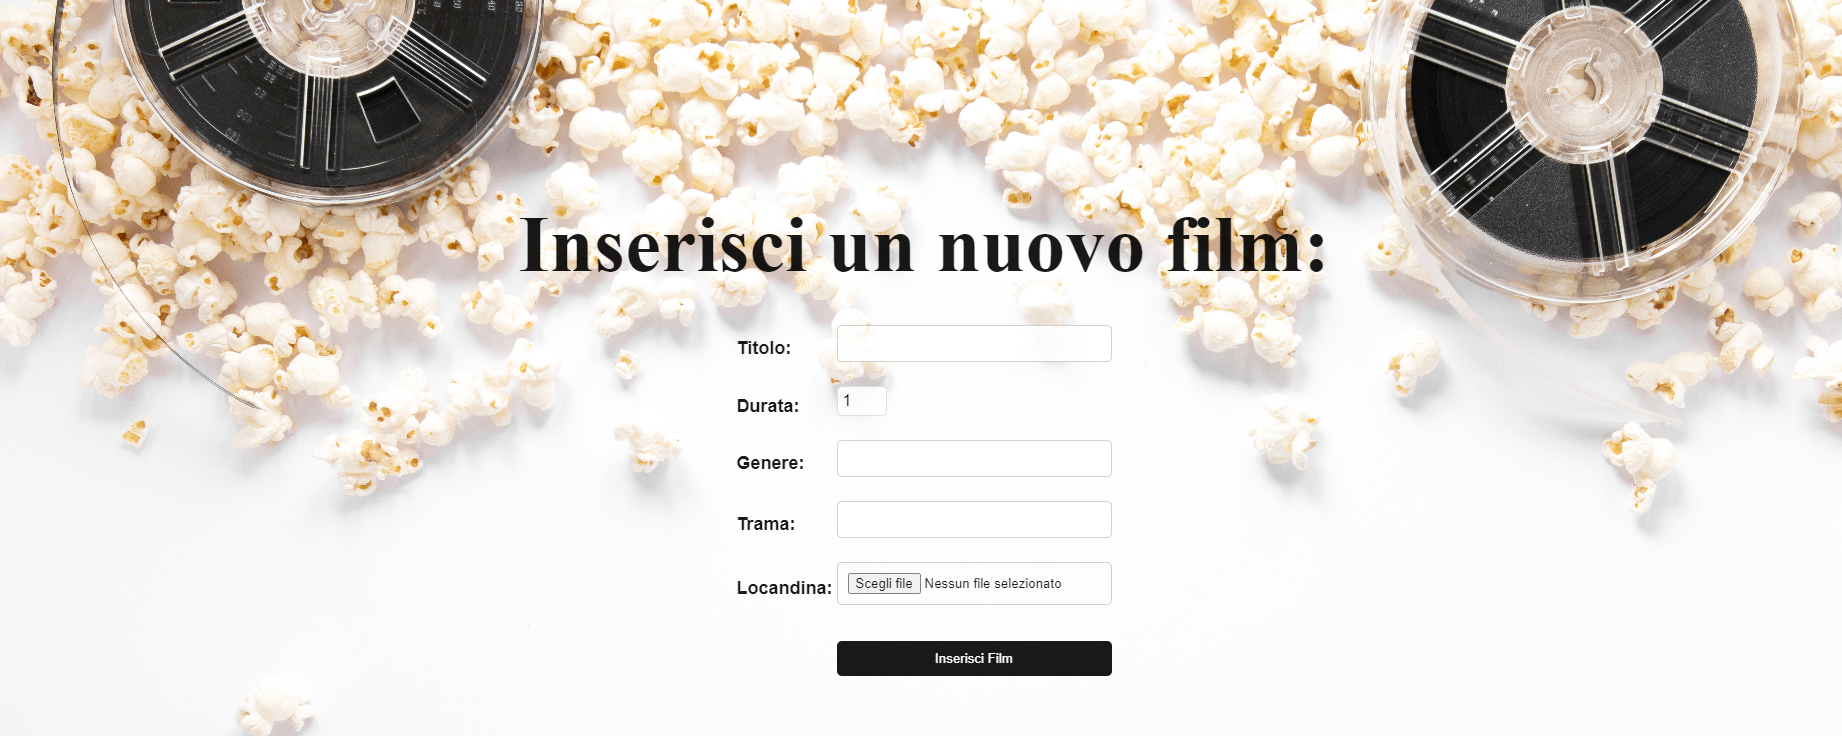 Inserisci un nuovo film:
Titolo:
Durata: 1
Genere:
Trama:
Locandina: Scegli file Nessun file selezionato
Inserisci Film